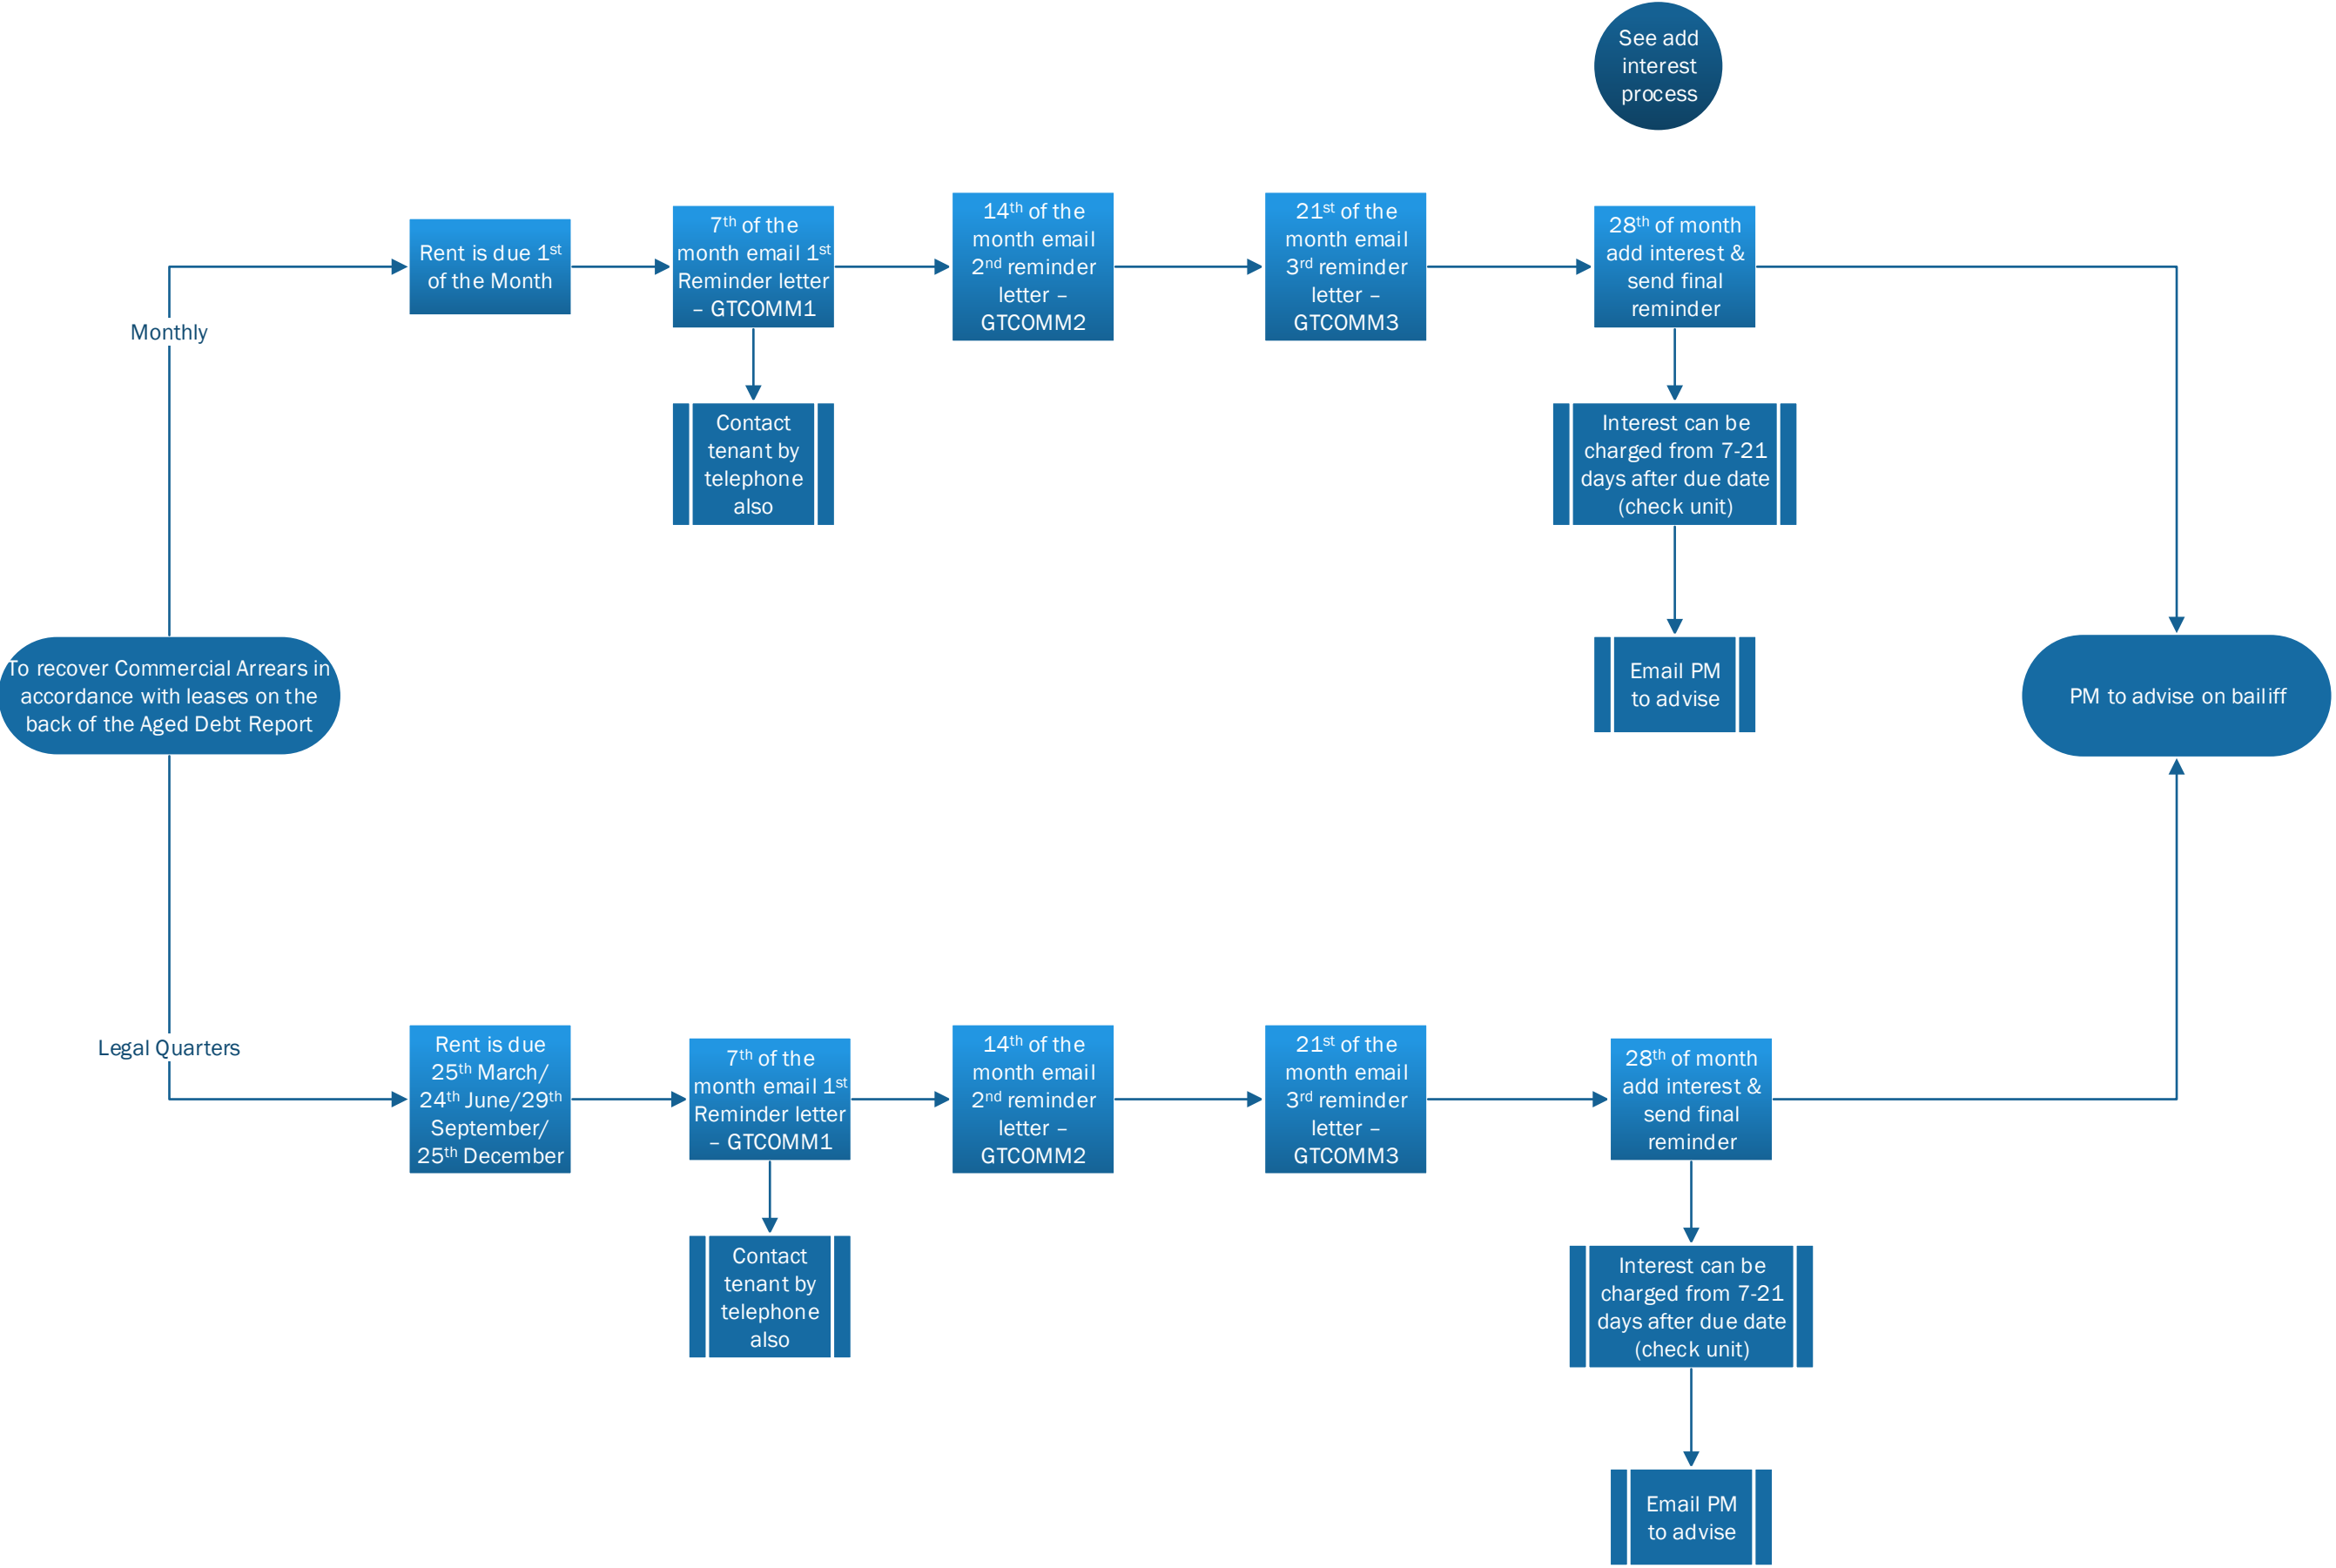 See add
interest
process
Monthly
Rent is due 1st
of the Month
7th of the
month email 1st
Reminder letter
– GTCOMM1
14th of the
month email
2nd reminder
letter –
GTCOMM2
21st of the
month email
3rd reminder
letter –
GTCOMM3
28th of month
add interest &
send final
reminder
Contact
tenant by
telephone
also
Interest can be
charged from 7-21
days after due date
(check unit)
To recover Commercial Arrears in
accordance with leases on the
back of the Aged Debt Report
Email PM
to advise
PM to advise on bailiff
Legal Quarters
Rent is due
25th March/
24th June/29th
September/
25th December
7th of the
month email 1st
Reminder letter
– GTCOMM1
14th of the
month email
2nd reminder
letter –
GTCOMM2
21st of the
month email
3rd reminder
letter –
GTCOMM3
28th of month
add interest &
send final
reminder
Contact
tenant by
telephone
also
Interest can be
charged from 7-21
days after due date
(check unit)
Email PM
to advise